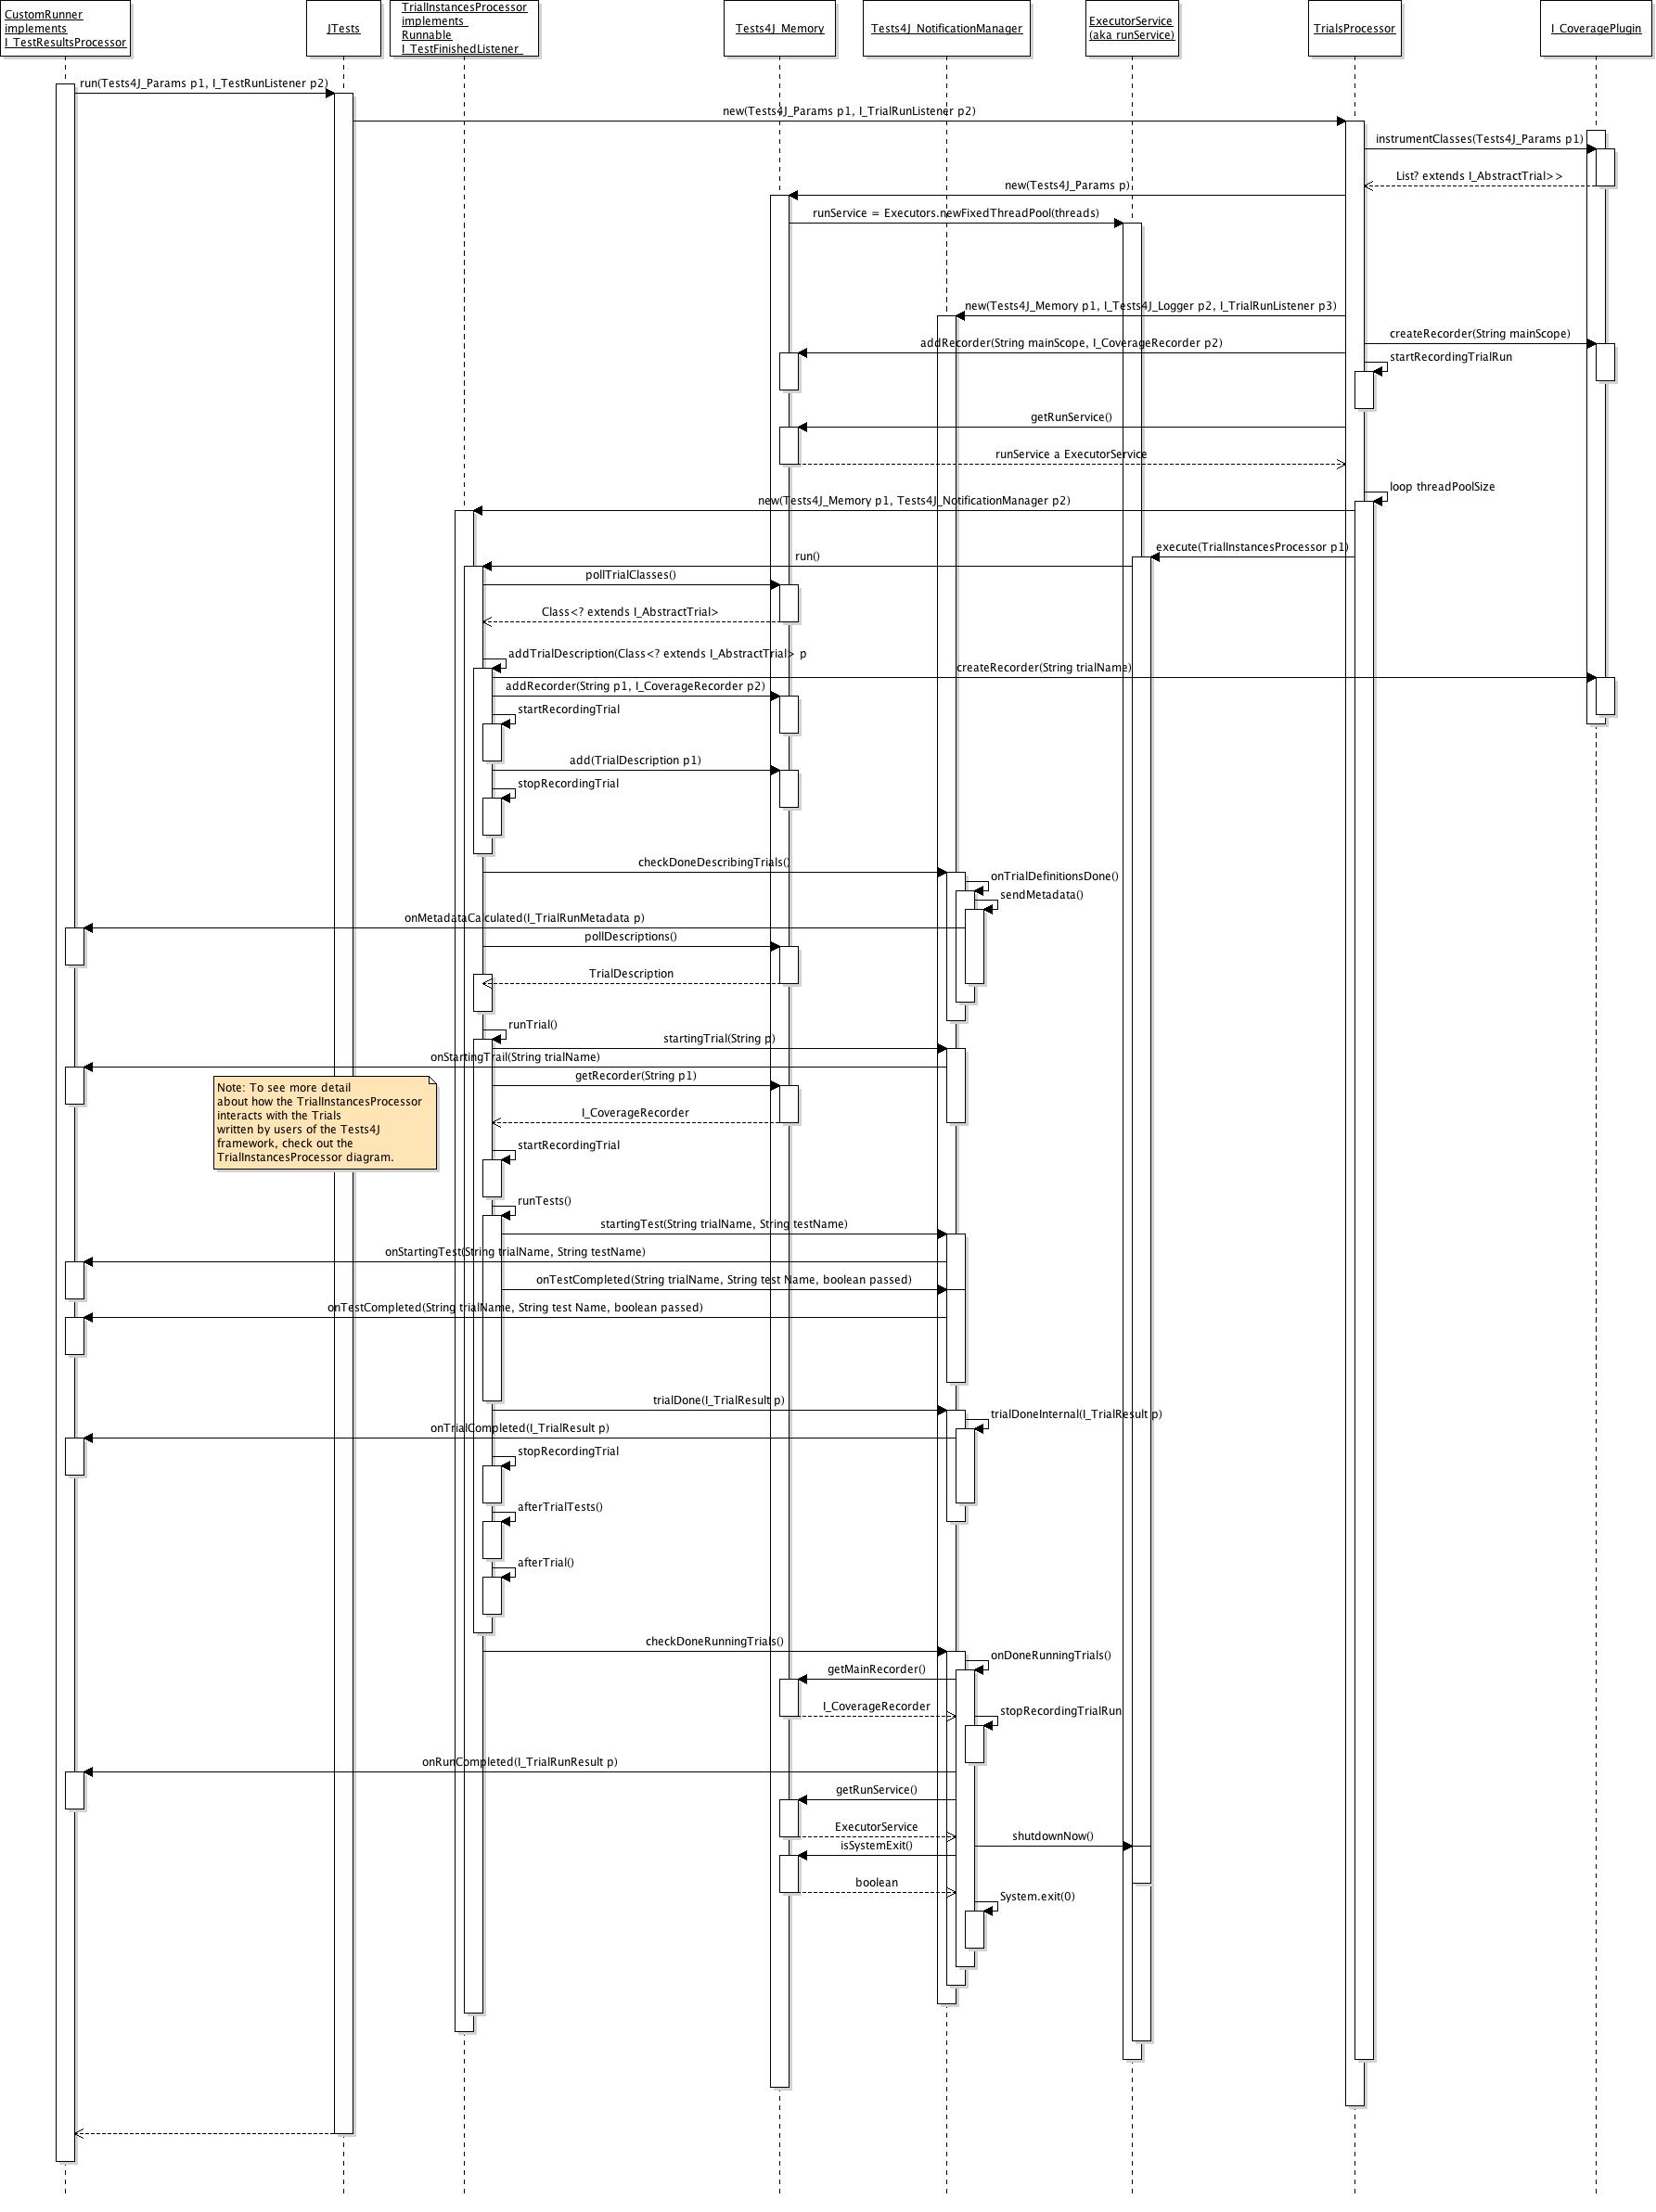 CustomRunner
implements
I_TestResultsProcessor
JTests
TrialInstancesProcessor
implements
Runnable
I_TestFinishedListener
Tests4J_Memory
Tests4J_NotificationManager
ExecutorService
(aka runService)
TrialsProcessor
I_CoveragePlugin
run(Tests4J_Params p1, I_TestRunListener p2)
new(Tests4J_Params p1, I_TrialRunListener p2)
instrumentClasses(Tests4J_Params p1)
List? extends I_AbstractTrial>>
new(Tests4J_Params p)
runService = Executors.newFixedThreadPool(threads)
new(Tests4J_Memory p1, I_Tests4J_Logger p2, I_TrialRunListener p3)
createRecorder(String mainScope)
addRecorder(String mainScope, I_CoverageRecorder p2)
startRecordingTrialRun
getRunService()
runService a ExecutorService
loop threadPoolSize
new(Tests4J_Memory p1, Tests4J_NotificationManager p2)
execute(TrialInstancesProcessor p1)
run()
pollTrialClasses()
Class<? extends I_AbstractTrial>
addTrialDescription(Class<? extends I_AbstractTrial> p
createRecorder(String trialName)
addRecorder(String p1, I_CoverageRecorder p2)
startRecordingTrial
add(TrialDescription p1)
stopRecordingTrial
checkDoneDescribingTrials()
onTrialDefinitionsDone()
sendMetadata()
onMetadataCalculated(I_TrialRunMetadata p)
pollDescriptions()
TrialDescription
runTrial()
startingTrial(String p)
onStartingTrail(String trialName)
getRecorder(String p1)
Note: To see more detail
about how the TrialInstancesProcessor
interacts with the Trials
written by users of the Tests4J
framework, check out the
TrialInstancesProcessor diagram.
I_CoverageRecorder
startRecordingTrial
runTests()
startingTest(String trialName, String testName)
onStartingTest(String trialName, String testName)
onTestCompleted(String trialName, String test Name, boolean passed)
onTestCompleted(String trialName, String test Name, boolean passed)
trialDone(I_TrialResult p)
trialDoneInternal(I_TrialResult p)
onTrialCompleted(I_TrialResult p)
stopRecordingTrial
afterTrialTests()
afterTrial()
checkDoneRunningTrials()
onDoneRunningTrials()
getMainRecorder()
I_CoverageRecorder
stopRecordingTrialRun
onRunCompleted(I_TrialRunResult p)
getRunService()
ExecutorService
shutdownNow()
isSystemExit()
boolean
System.exit(0)